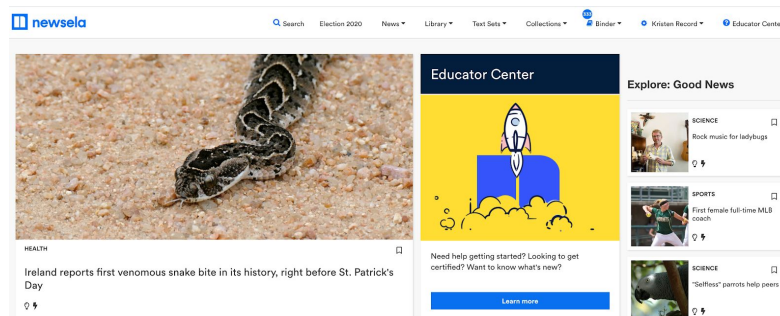 newsela
Search Election 2020 News Library Text Sets Collections 332 Binder Kristen Record Educator Cente
Educator Center
Explore: Good News
SCIENCE
Rock music for ladybugs
SPORTS
First female full-time MLB
coach
SCIENCE
"Selfless" parrots help peers
HEALTH
Ireland reports first venomous snake bite in its history, right before St. Patrick's
Day
Need help getting started? Looking to get
certified? Want to know what's new?
Learn more